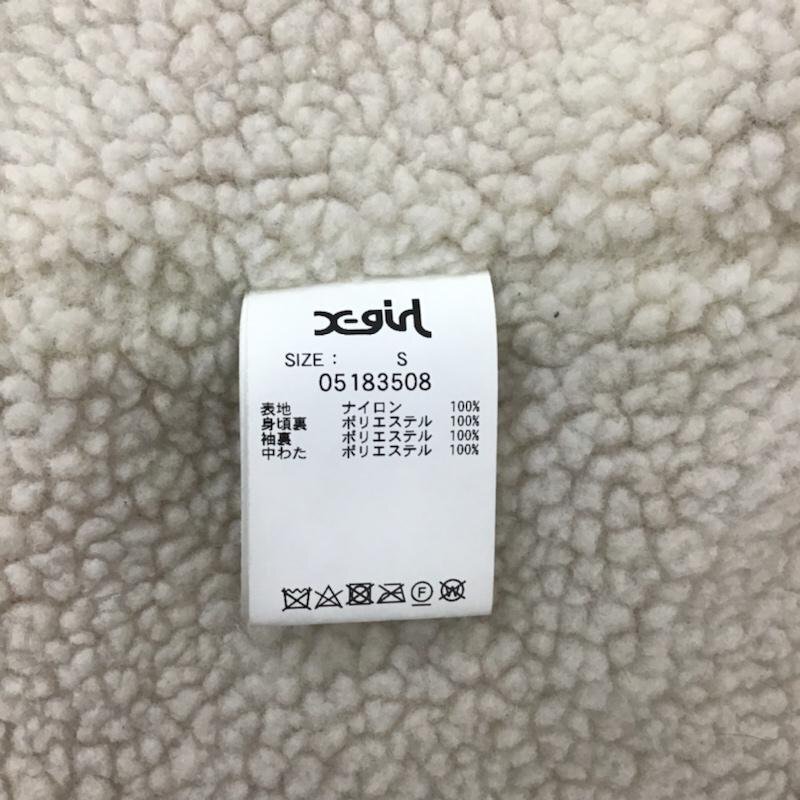 X-girl
SIZE : S
05183508
表地 ナイロン 100%
身頃裏 ポリエステル 100%
袖裏 ポリエステル 100%
中わた ポリエステル 100%
F W